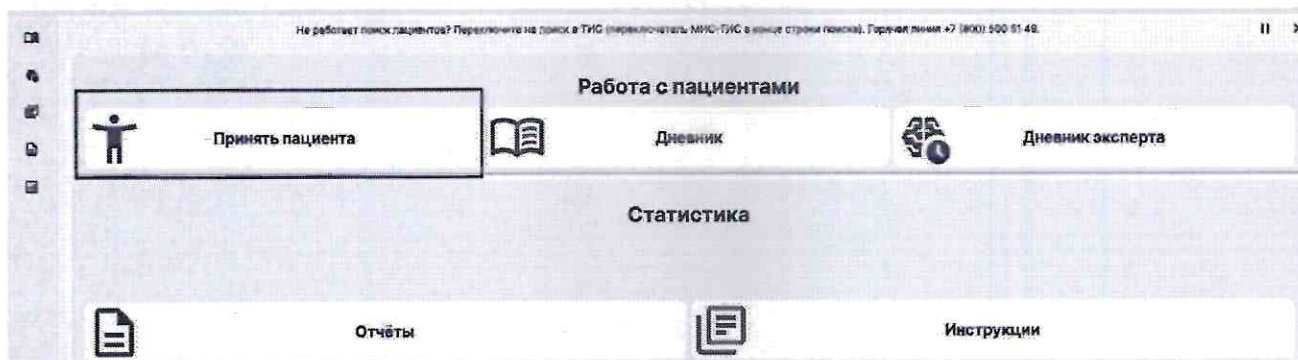 Не работает поиск пациентов? Переключите на поиск в ТИС (переключатель МИС-ТИС в конце строки поиска). Горячая линия +7 (800) 500 51 48.
Работа с пациентами
Принять пациента
Дневник
Дневник эксперта
Статистика
Отчёты
Инструкции